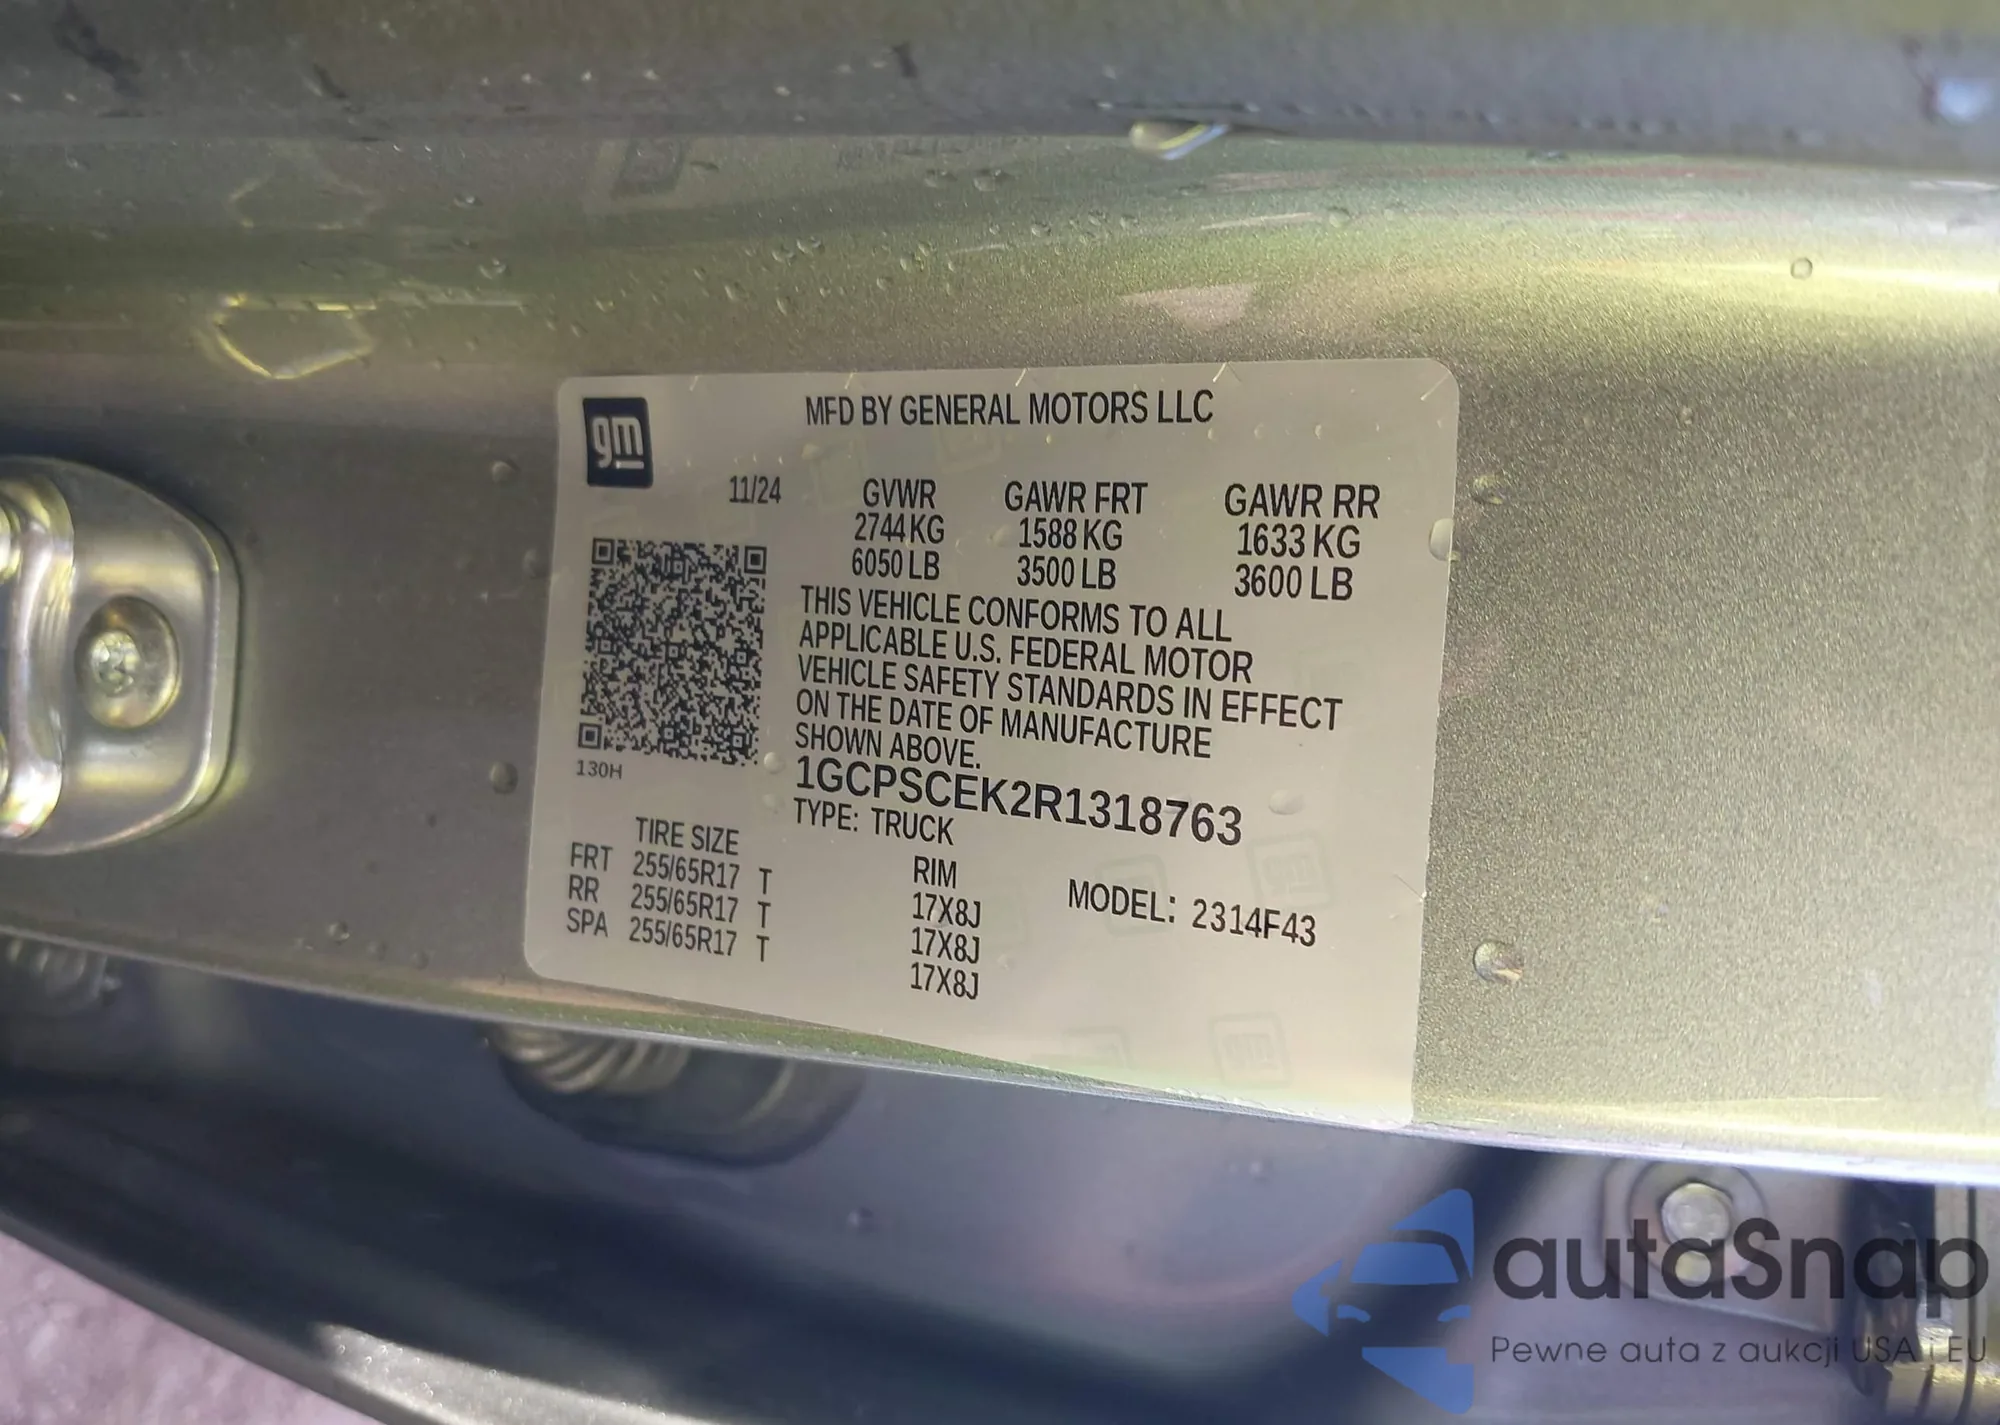 gm
MFD BY GENERAL MOTORS LLC
11/24 GVWR GAWR FRT GAWR RR
2744KG 1588 KG 1633 KG
6050 LB 3500 LB 3600 LB
THIS VEHICLE CONFORMS TO ALL
APPLICABLE U.S. FEDERAL MOTOR
VEHICLE SAFETY STANDARDS IN EFFECT
ON THE DATE OF MANUFACTURE
SHOWN ABOVE.
130H
1GCPSCEK2R1318763
TYPE: TRUCK
TIRE SIZE RIM
FRT 255/65R17 T 17X8J
RR 255/65R17 T 17X8J
SPA 255/65R17 T 17X8J
MODEL: 2314F43
autaSnap
Pewne auta z aukcji USA i EU